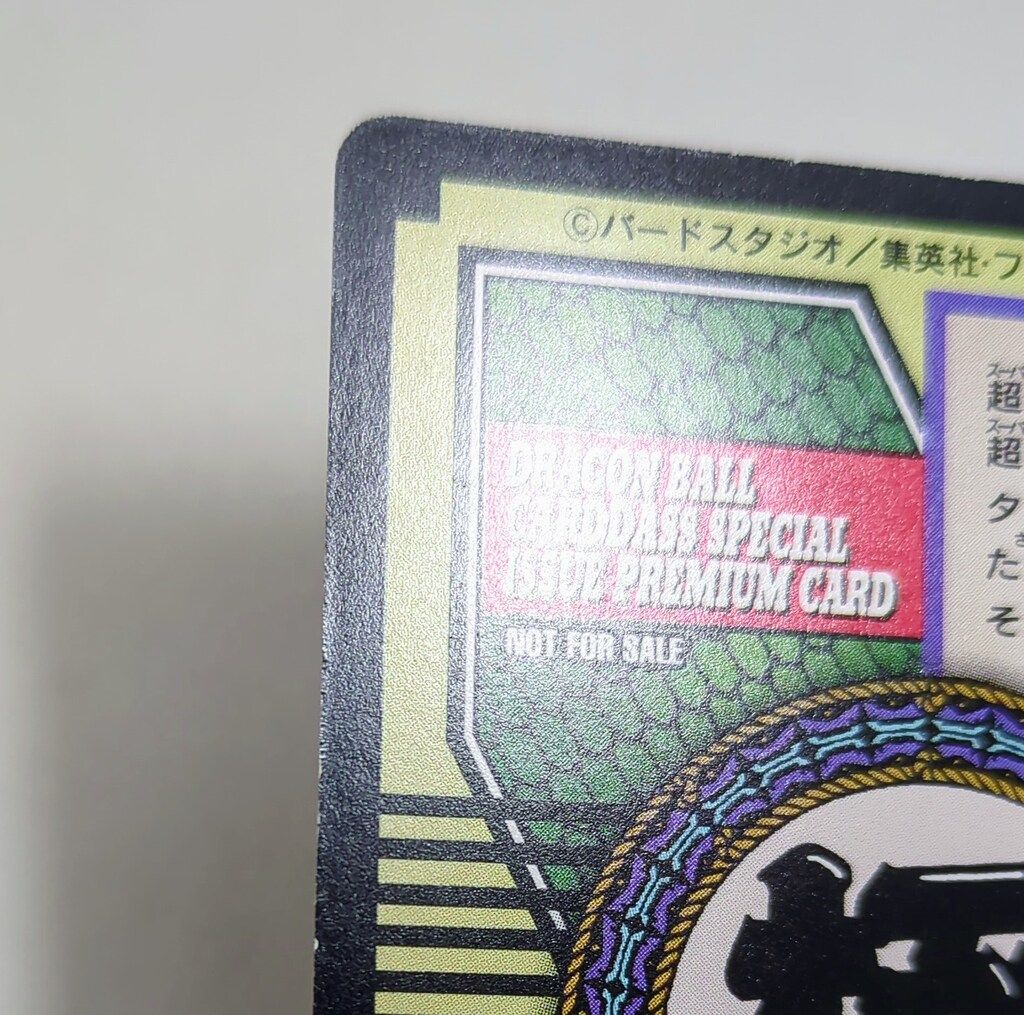 ©バードスタジオ／集英社・フ
超
超
タ
た
そ
DRAGON BALL
CARDDASS SPECIAL
ISSUE PREMIUM CARD
NOT FOR SALE